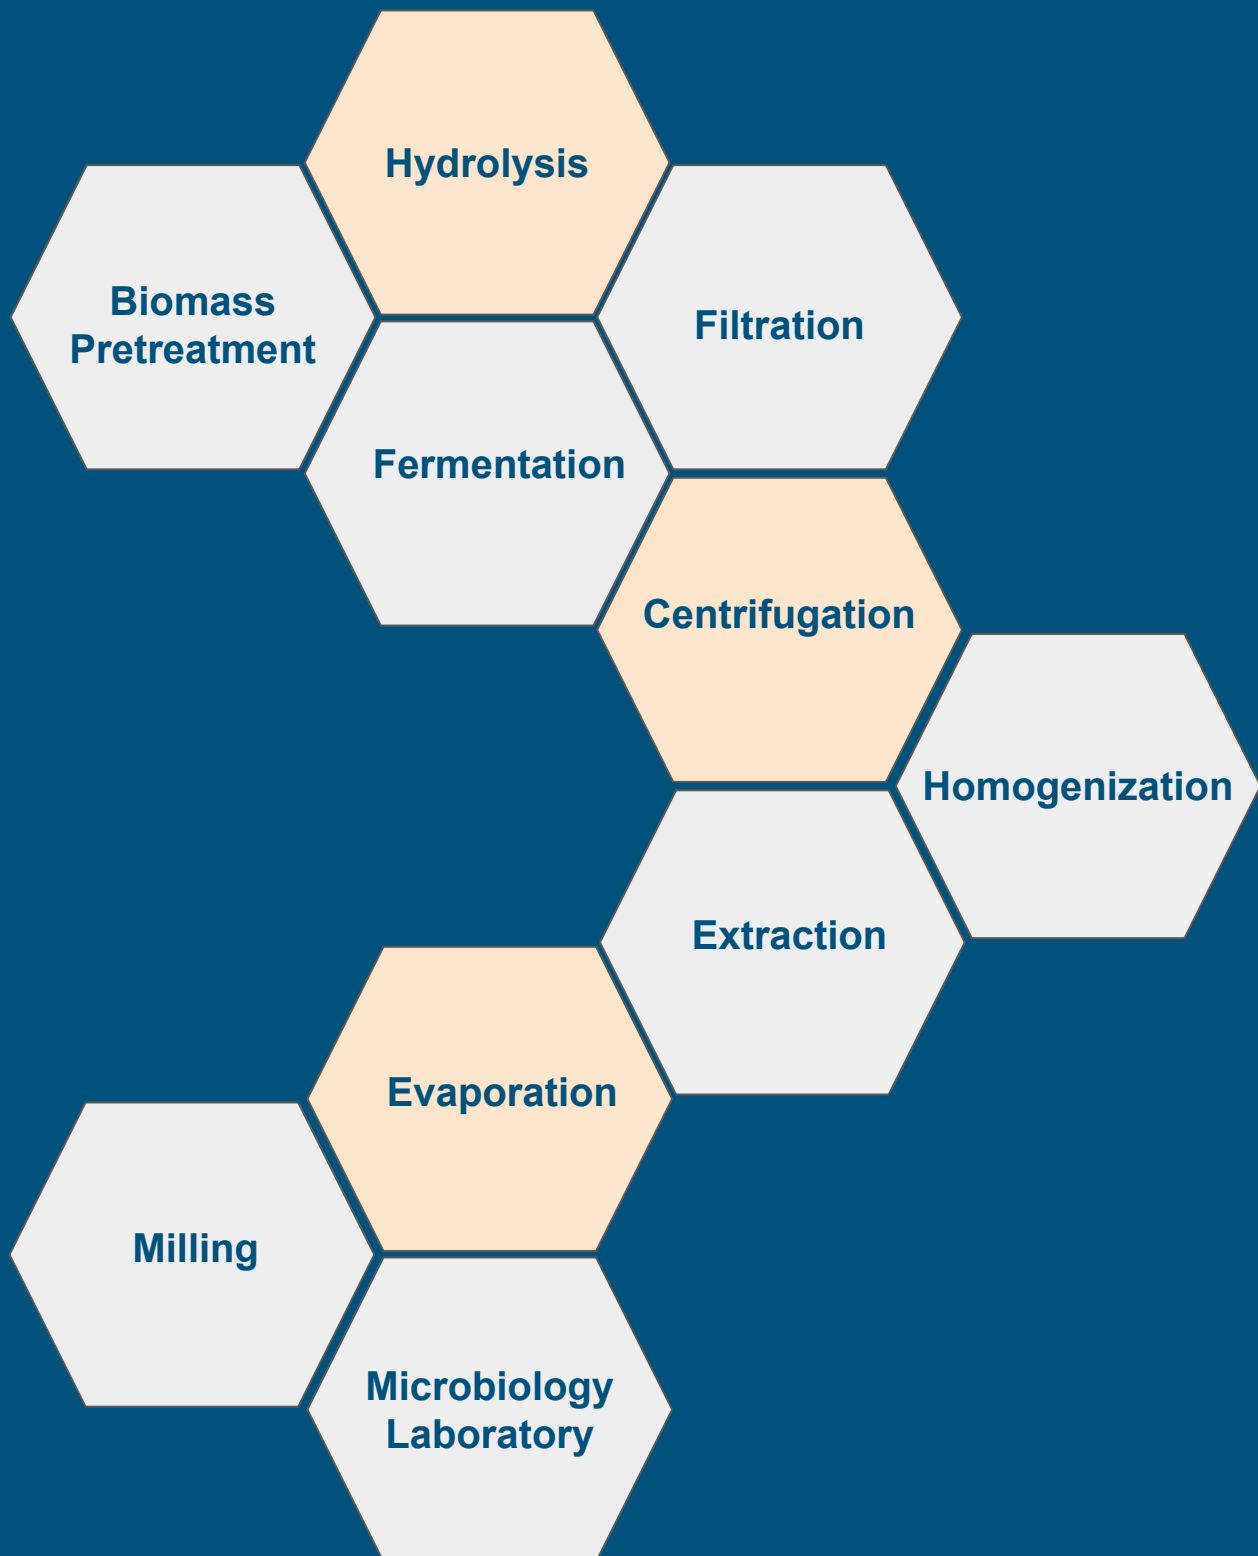 Hydrolysis
Biomass
Pretreatment
Filtration
Fermentation
Centrifugation
Homogenization
Extraction
Evaporation
Milling
Microbiology
Laboratory